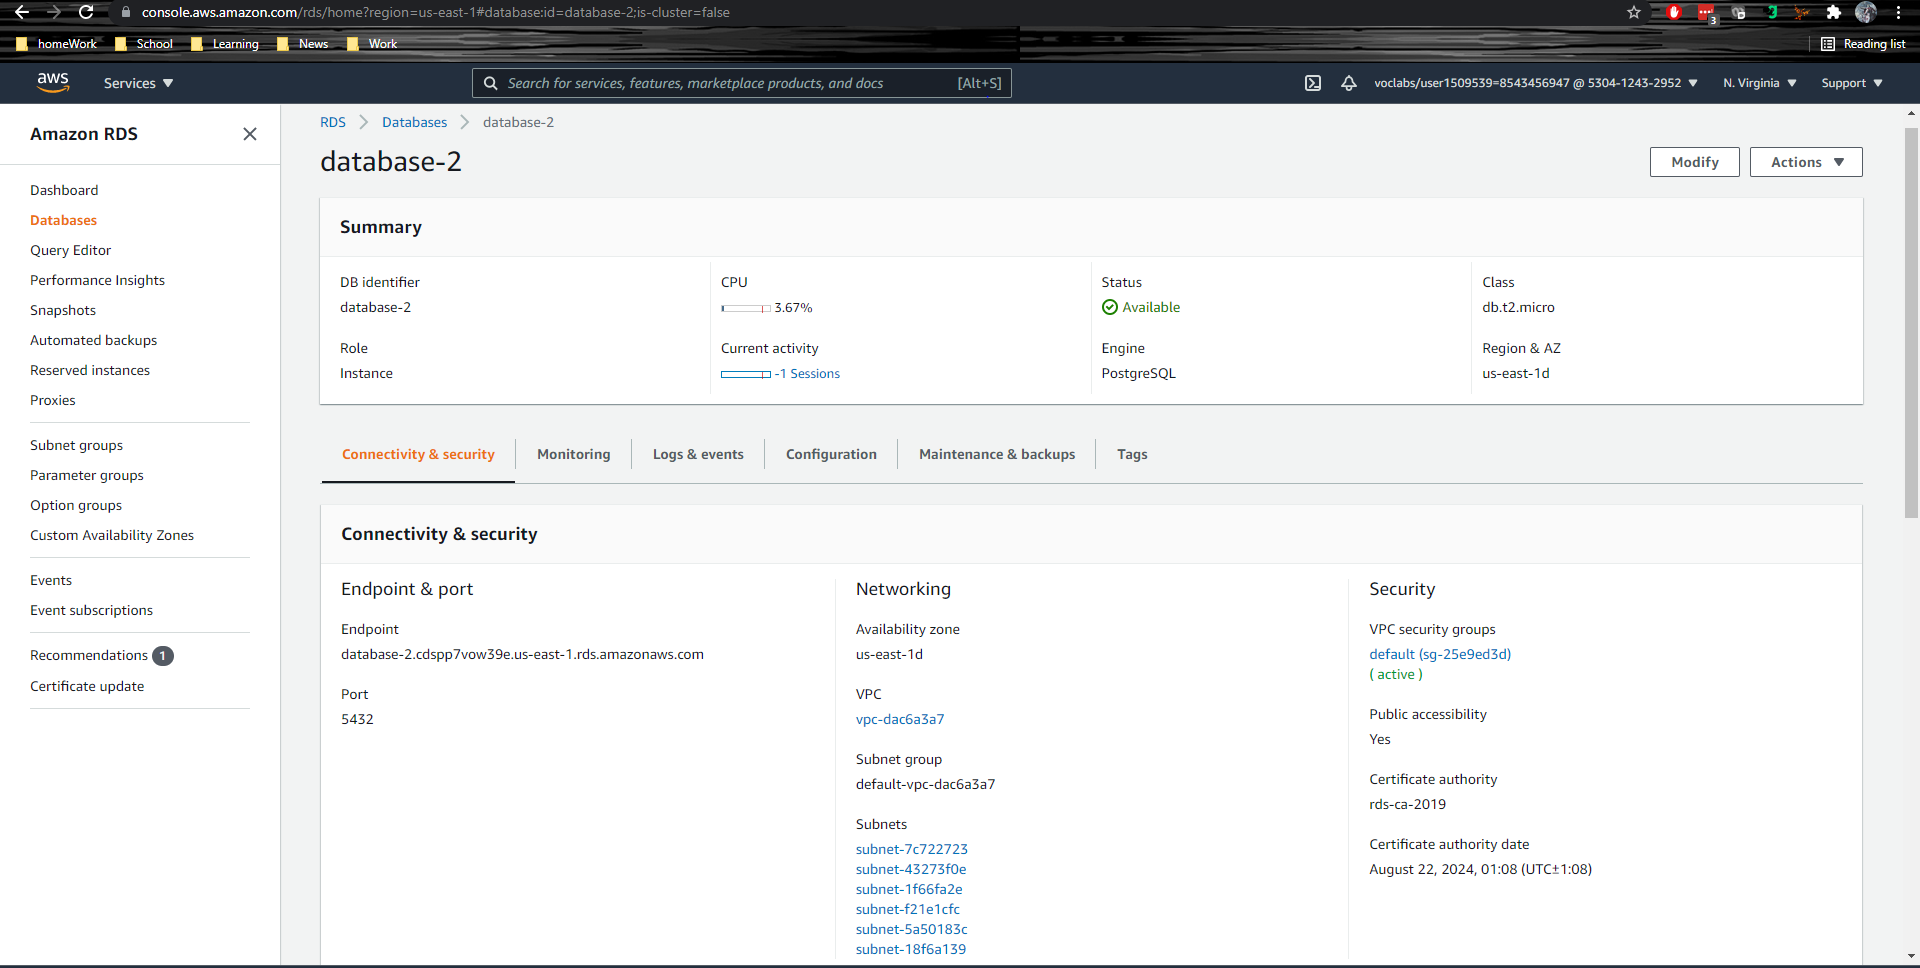 console.aws.amazon.com/rds/home?region=us-east-1#database:id=database-2;is-cluster=false
3
homeWork School Learning News Work Reading list
aws Services ▼ Search for services, features, marketplace products, and docs [Alt+S] voclabs/user1509539=8543456947 @ 5304-1243-2952 ▼ N. Virginia ▼ Support ▼
Amazon RDS
Dashboard
Databases
Query Editor
Performance Insights
Snapshots
Automated backups
Reserved instances
Proxies
Subnet groups
Parameter groups
Option groups
Custom Availability Zones
Events
Event subscriptions
Recommendations 1
Certificate update
RDS > Databases > database-2
database-2
Modify Actions ▼
Summary
DB identifier
database-2
Role
Instance
CPU
3.67%
Current activity
-1 Sessions
Status
Available
Engine
PostgreSQL
Class
db.t2.micro
Region & AZ
us-east-1d
Connectivity & security Monitoring Logs & events Configuration Maintenance & backups Tags
Connectivity & security
Endpoint & port
Endpoint
database-2.cdspp7vow39e.us-east-1.rds.amazonaws.com
Port
5432
Networking
Availability zone
us-east-1d
VPC
vpc-dac6a3a7
Subnet group
default-vpc-dac6a3a7
Subnets
subnet-7c722723
subnet-43273f0e
subnet-1f66fa2e
subnet-f21e1cfc
subnet-5a50183c
subnet-18f6a139
Security
VPC security groups
default (sg-25e9ed3d)
( active )
Public accessibility
Yes
Certificate authority
rds-ca-2019
Certificate authority date
August 22, 2024, 01:08 (UTC±1:08)